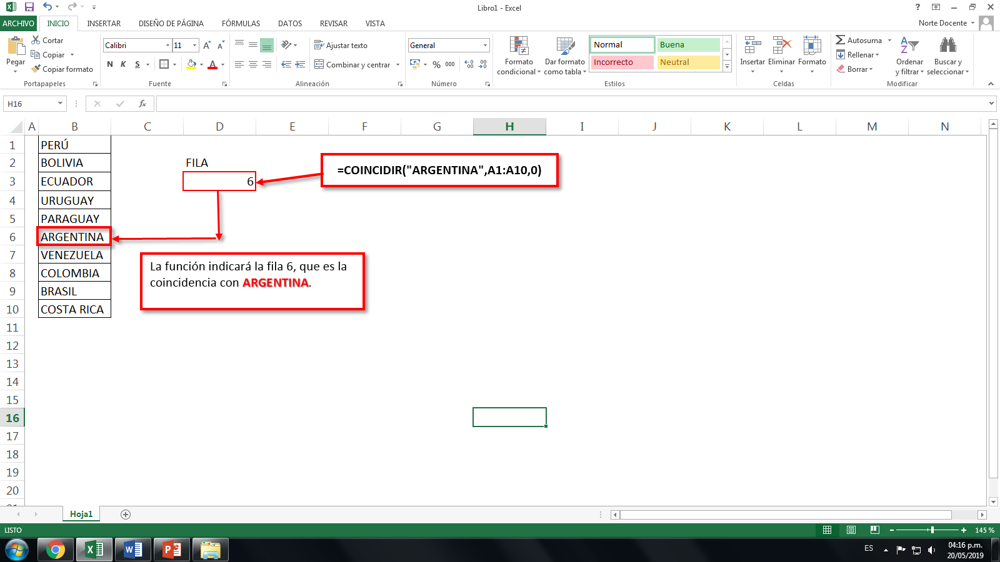 Libro1 - Excel
ARCHIVO INICIO INSERTAR DISEÑO DE PÁGINA FÓRMULAS DATOS REVISAR VISTA Norte Docente
Pegar
Cortar
Copiar
Copiar formato
Portapapeles
Calibri 11
N K S
Fuente
Ajustar texto
Combinar y centrar
Alineación
General
% 000
Número
Formato condicional
Dar formato como tabla
Normal Buena
Incorrecto Neutral
Estilos
Insertar Eliminar Formato
Celdas
Autosuma
Rellenar
Borrar
Ordenar y filtrar
Buscar y seleccionar
Modificar
H16 fx
A B C D E F G H I J K L M N
1 PERÚ
2 BOLIVIA FILA
=COINCIDIR("ARGENTINA",A1:A10,0)
3 ECUADOR 6
4 URUGUAY
5 PARAGUAY
6 ARGENTINA
7 VENEZUELA
La función indicará la fila 6, que es la
coincidencia con ARGENTINA.
8 COLOMBIA
9 BRASIL
10 COSTA RICA
11
12
13
14
15
16
17
18
19
20
Hoja1
LISTO 145 %
ES 04:16 p.m.
20/05/2019